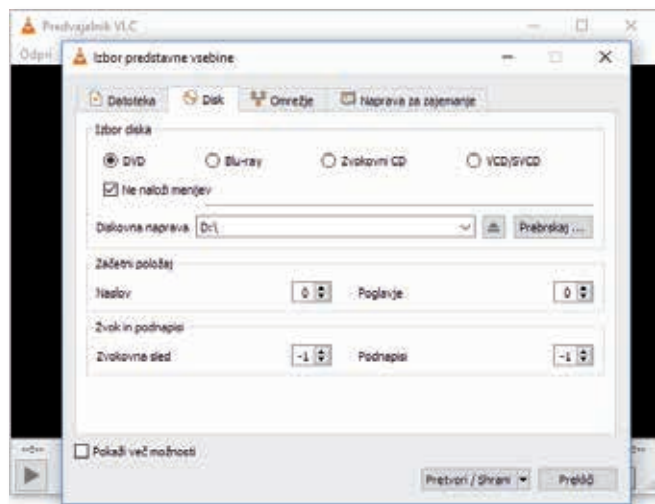 Predvajalnik VLC
Odpri
Izbor predstavne vsebine
Datoteka Disk Omrežje Naprava za zajemanje
Izbor diska
DVD Blu-ray Zvokovni CD VCD/SVCD
Ne naloži menijev
Diskovna naprava D:\ Prebrskaj ...
Začetni položaj
Naslov 0 Poglavje 0
Zvok in podnapisi
Zvokovna sled -1 Podnapisi -1
--:-- --:--
Pokaži več možnosti
Pretvori / Shrani Prekliči